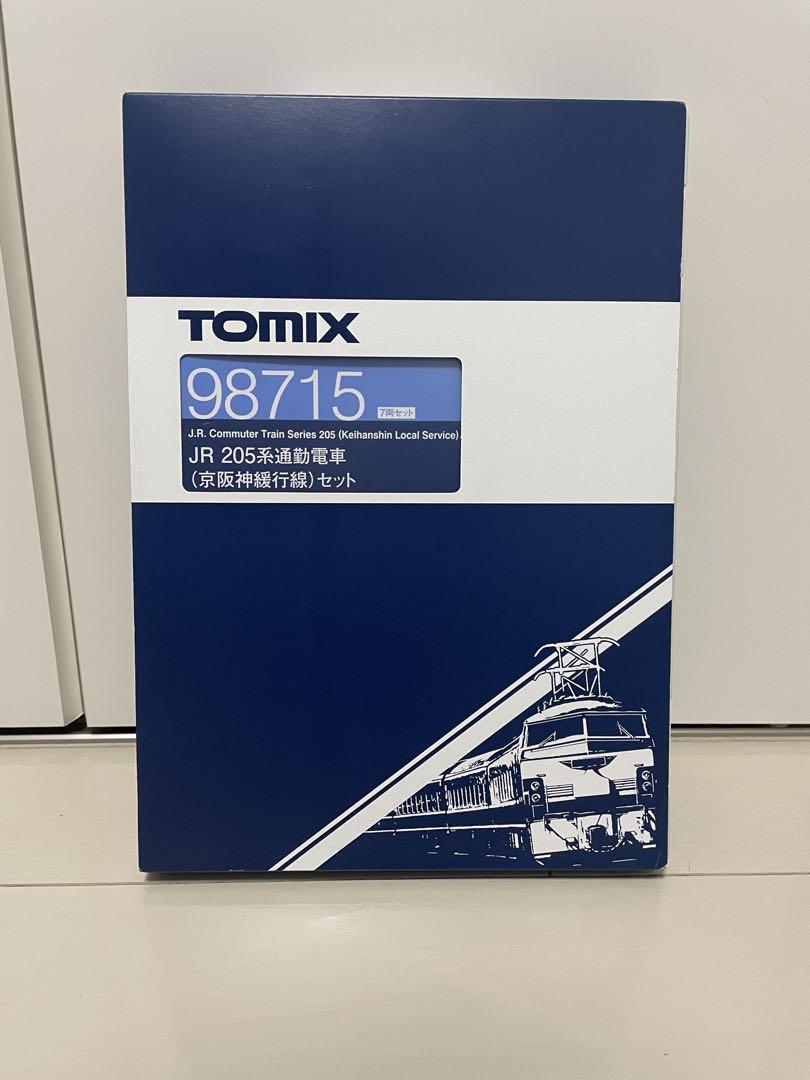 TOMIX
98715 7両セット
J.R. Commuter Train Series 205 (Keihanshin Local Service)
JR 205系通勤電車
(京阪神緩行線)セット